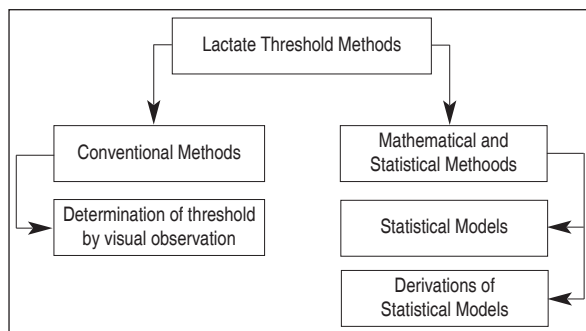 Lactate Threshold Methods
Conventional Methods
Determination of threshold
by visual observation
Mathematical and
Statistical Methoods
Statistical Models
Derivations of
Statistical Models